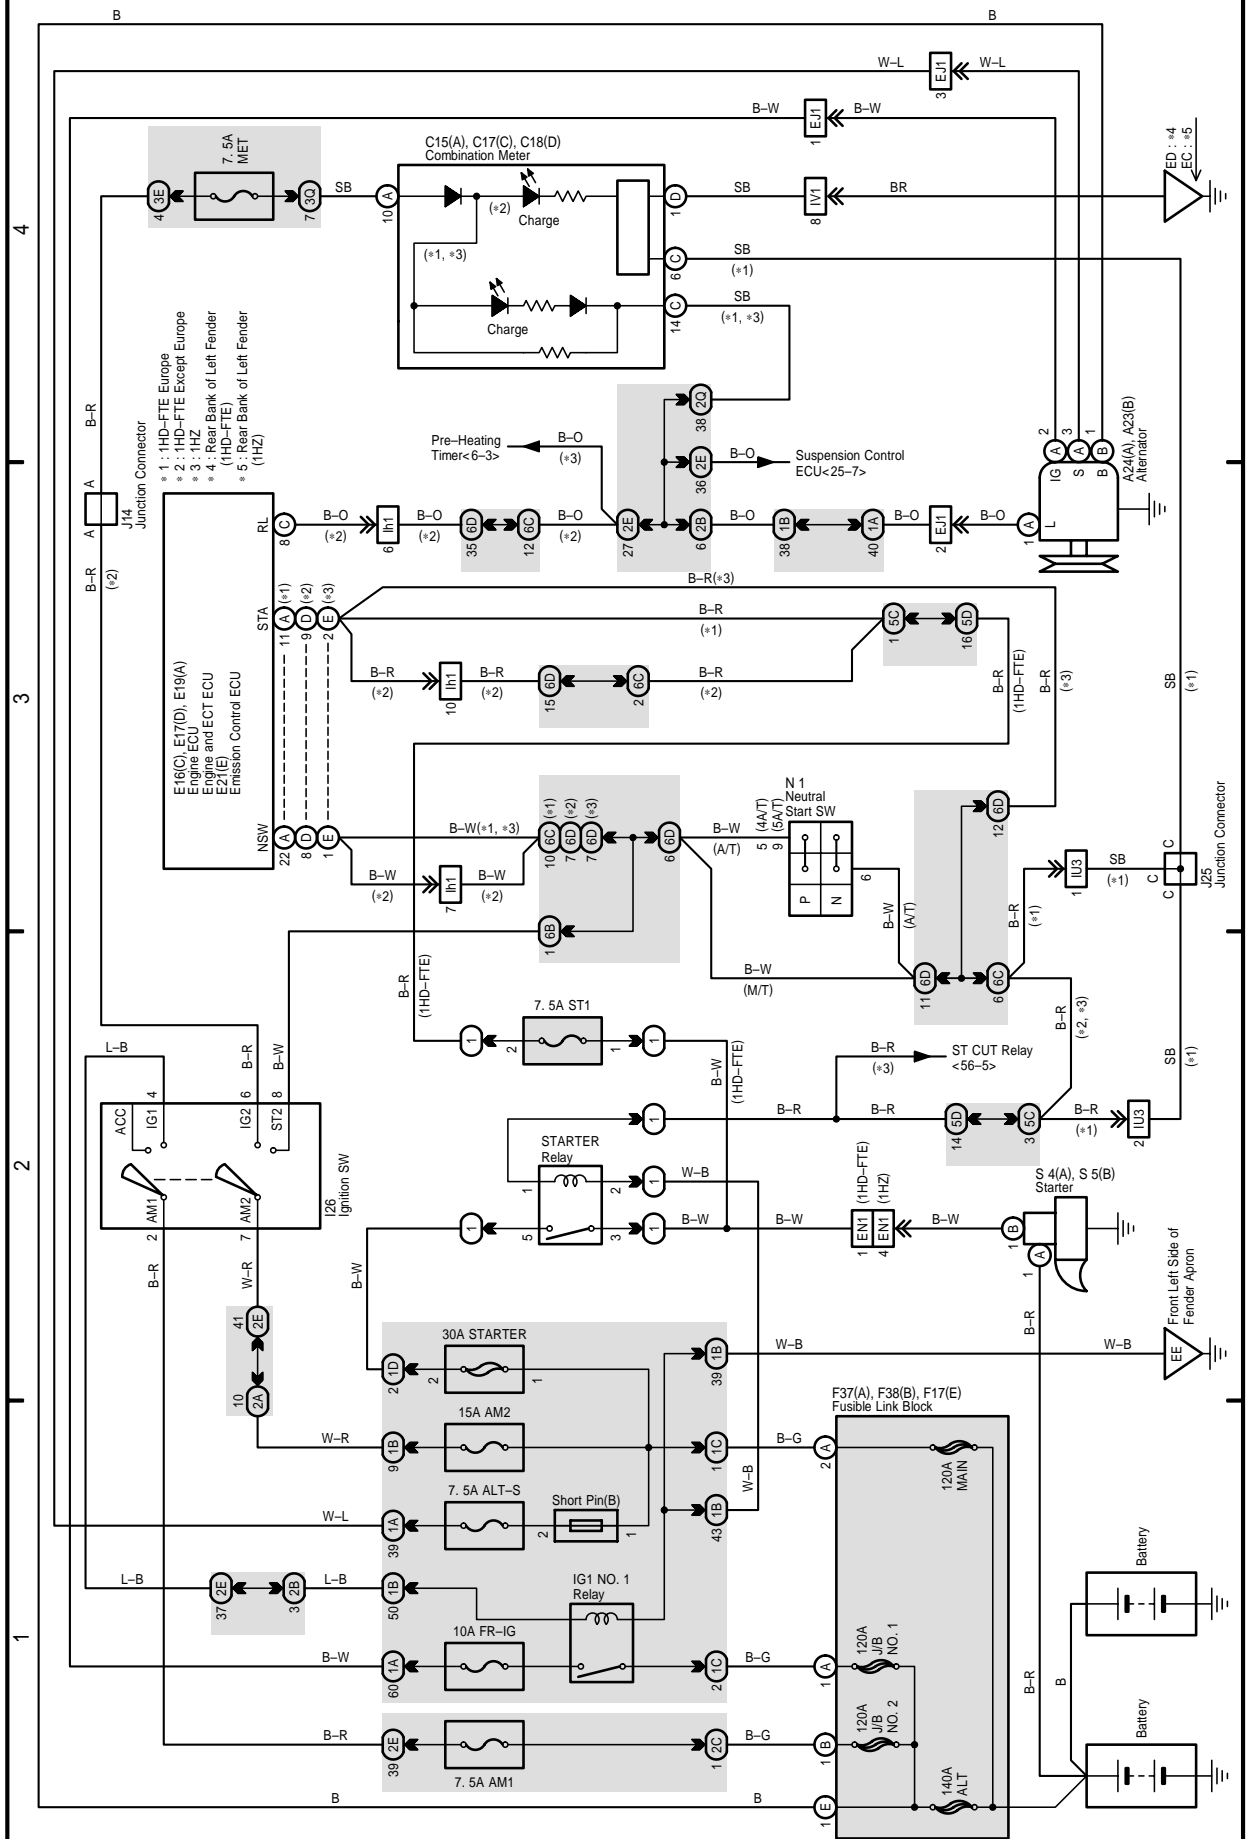 B
B
W–L
EJ1
3
W–L
B–W
EJ1
1
B–W
7. 5A
MET
4
3E
7
3Q
SB
C15(A), C17(C), C18(D)
Combination Meter
10
A
(∗2)
Charge
(∗1, ∗3)
Charge
1
D
SB
8
IV1
BR
ED : ∗4
EC : ∗5
6
C
SB
(∗1)
14
C
SB
(∗1, ∗3)
4
∗ 1 : 1HD–FTE Europe
∗ 2 : 1HD–FTE Except Europe
∗ 3 : 1HZ
∗ 4 : Rear Bank of Left Fender
(1HD–FTE)
∗ 5 : Rear Bank of Left Fender
(1HZ)
B–R
A
A
J14
Junction Connector
B–R
(∗2)
Pre–Heating
Timer<6–3>
B–O
(∗3)
38
2Q
36
2E
B–O
Suspension Control
ECU<25–7>
2
A
3
A
1
B
IG
S
B
L
A24(A), A23(B)
Alternator
RL
8
C
B–O
(∗2)
6
Ih1
B–O
(∗2)
35
6D
12
6C
B–O
(∗2)
27
2E
6
2B
B–O
38
1B
40
1A
B–O
2
EJ1
B–O
1
A
B–R(∗3)
STA
11
A
(∗1)
9
D
(∗2)
2
E
(∗3)
B–R
(∗1)
1
5C
16
5D
B–R
(∗2)
10
Ih1
B–R
(∗2)
15
6D
2
6C
B–R
(∗2)
B–R
(1HD–FTE)
B–R
(∗3)
SB
(∗1)
3
E16(C), E17(D), E19(A)
Engine ECU
Engine and ECT ECU
E21(E)
Emission Control ECU
NSW
22
A
8
D
1
E
B–W(∗1, ∗3)
B–W
(∗2)
7
Ih1
B–W
(∗2)
10
6C
(∗1)
7
6D
(∗2)
7
6D
(∗3)
6
6D
B–W
(A/T)
N 1
Neutral
Start SW
5
(4A/T)
9
(5A/T)
P
N
6
12
6D
B–W
(A/T)
B–R
(∗1)
1
IU3
SB
(∗1)
C
C
C
J25
Junction Connector
1
6B
B–W
(M/T)
11
6D
6
6C
B–R
(1HD–FTE)
7. 5A ST1
1
2
1
1
B–W
(1HD–FTE)
B–R
(∗3)
ST CUT Relay
<56–5>
B–R
(∗2, ∗3)
SB
(∗1)
L–B
B–R
B–W
4
6
8
ACC
IG1
IG2
ST2
AM1
AM2
I26
Ignition SW
2
7
B–R
W–R
2
1
B–R
B–R
14
5D
3
5C
B–R
(∗1)
2
IU3
STARTER
Relay
1
2
1
W–B
1
5
3
1
B–W
B–W
1
EN1
(1HD–FTE)
4
EN1
(1HZ)
B–W
1
B
1
A
S 4(A), S 5(B)
Starter
B–W
B–R
Front Left Side of
Fender Apron
EE
41
2E
10
2A
30A STARTER
2
1D
2
1
39
1B
W–B
W–B
15A AM2
W–R
9
1B
1
1C
B–G
2
A
F37(A), F38(B), F17(E)
Fusible Link Block
120A
MAIN
W–B
7. 5A ALT–S
W–L
39
1A
Short Pin(B)
2
1
43
1B
L–B
37
2E
3
2B
L–B
50
1B
IG1 NO. 1
Relay
10A FR–IG
B–W
60
1A
2
1C
B–G
1
A
120A
J/B
NO. 1
120A
J/B
NO. 2
Battery
B–R
B
Battery
1
B–R
39
2E
7. 5A AM1
1
2C
B–G
1
B
B
B
1
E
140A
ALT